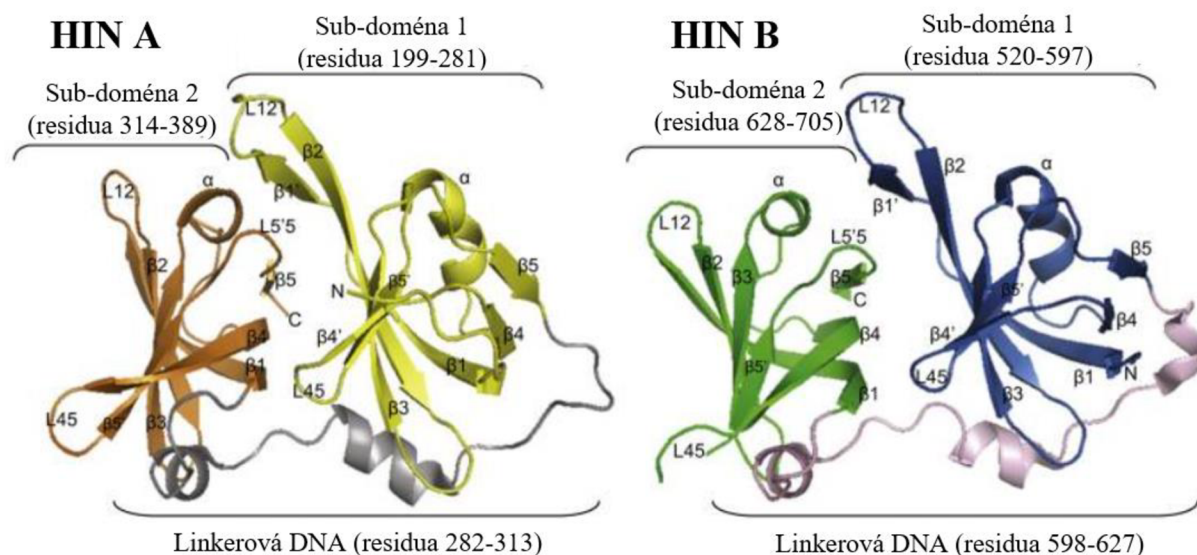 HIN A
Sub-doména 1
(residua 199-281)
Sub-doména 2
(residua 314-389)
L12
β2
β1'
α
L12
α
L5'5
β2
β5
β5
N
β5'
C
β4
β4'
β4
β1
β1
L45
L45
β5'
β3
β3
Linkerová DNA (residua 282-313)
HIN B
Sub-doména 1
(residua 520-597)
Sub-doména 2
(residua 628-705)
L12
β2
α
β1'
α
L12
L5'5
β2
β3
β5
β5
C
β5'
β4
β4'
β4
β5'
β1
N
L45
β1
β3
L45
Linkerová DNA (residua 598-627)